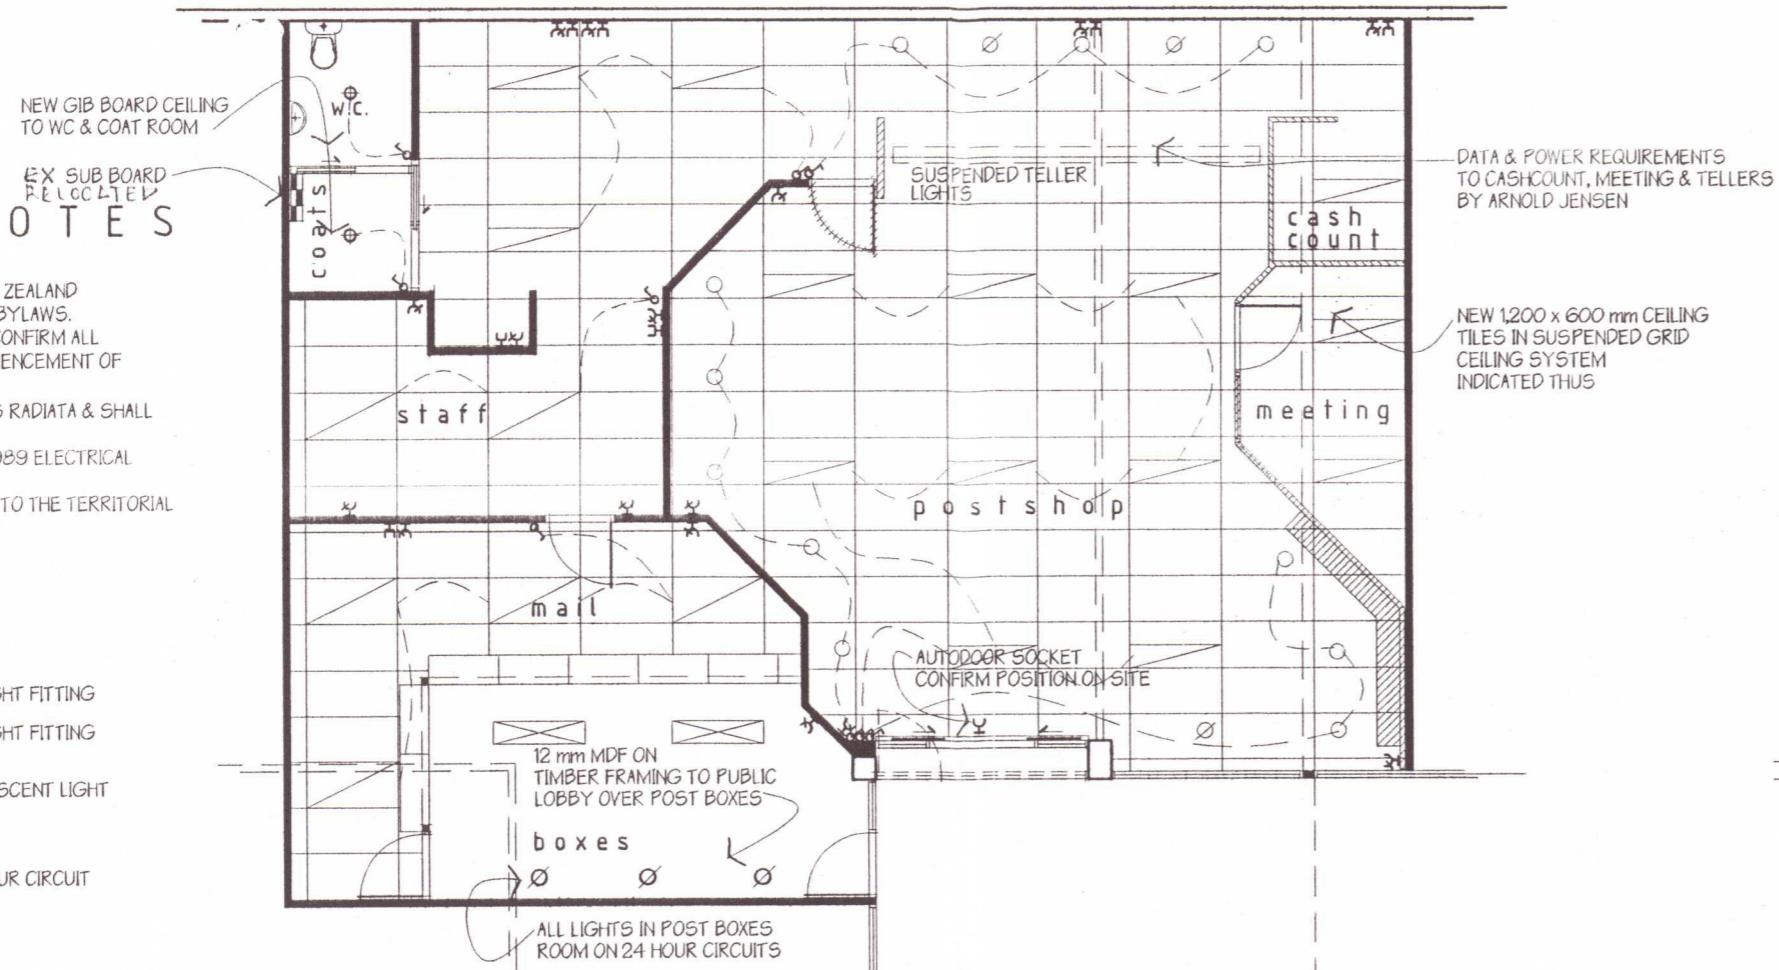 NEW GIB BOARD CEILING
TO WC & COAT ROOM
EX SUB BOARD
RELOCATED
OTES
ZEALAND
BYLAWS.
CONFIRM ALL
ENCEMENT OF
RADIATA & SHALL
989 ELECTRICAL
TO THE TERRITORIAL
GHT FITTING
GHT FITTING
SCENT LIGHT
UR CIRCUIT
W.C.
coats
staff
mail
12 mm MDF ON
TIMBER FRAMING TO PUBLIC
LOBBY OVER POST BOXES
boxes
ALL LIGHTS IN POST BOXES
ROOM ON 24 HOUR CIRCUITS
SUSPENDED TELLER
LIGHTS
cash
count
meeting
postshop
AUTODOOR SOCKET
CONFIRM POSITION ON SITE
DATA & POWER REQUIREMENTS
TO CASHCOUNT, MEETING & TELLERS
BY ARNOLD JENSEN
NEW 1,200 x 600 mm CEILING
TILES IN SUSPENDED GRID
CEILING SYSTEM
INDICATED THUS